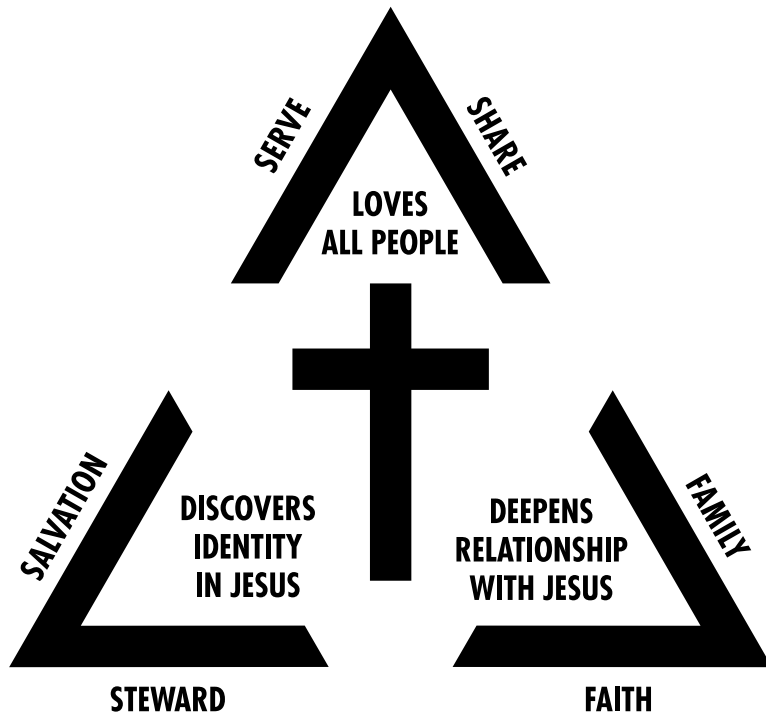 SERVE
SHARE
LOVES
ALL PEOPLE
SALVATION
DISCOVERS
IDENTITY
IN JESUS
DEEPENS
RELATIONSHIP
WITH JESUS
FAMILY
STEWARD
FAITH